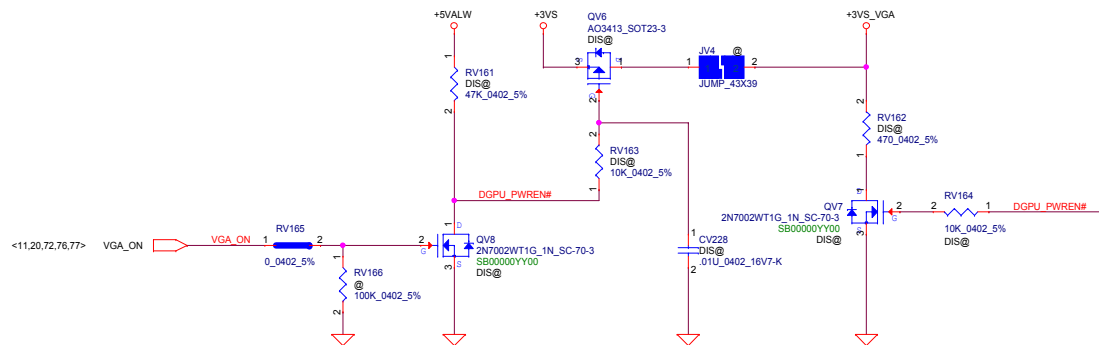 +5VALW
+3VS
QV6
AO3413_SOT23-3
DIS@
+3VS_VGA
3
S
D
1
G
2
1
JV4
@
1
2
2
JUMP_43X39
1
RV161
DIS@
47K_0402_5%
2
2
RV163
DIS@
10K_0402_5%
1
2
RV162
DIS@
470_0402_5%
1
DGPU_PWREN#
1
D
QV7
2N7002WT1G_1N_SC-70-3
SB00000YY00
DIS@
2
G
S
3
2
RV164
1
10K_0402_5%
DIS@
DGPU_PWREN#
<11,20,72,76,77>
VGA_ON
VGA_ON
RV165
1
2
0_0402_5%
1
RV166
@
100K_0402_5%
2
2
G
1
D
S
3
QV8
2N7002WT1G_1N_SC-70-3
SB00000YY00
DIS@
1
CV228
DIS@
.01U_0402_16V7-K
2